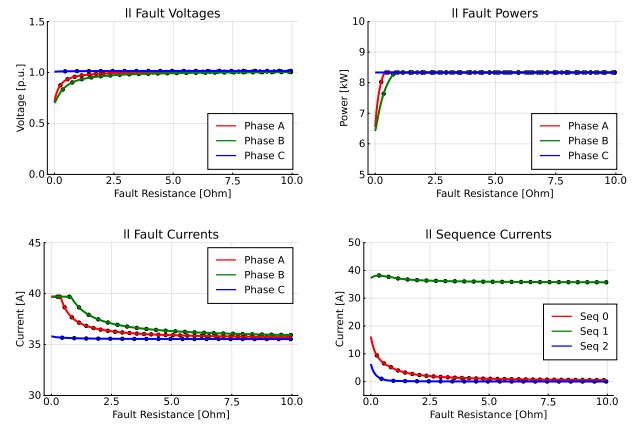 ll Fault Voltages
1.5
1.0
0.5
0.0
Voltage [p.u.]
Phase A
Phase B
Phase C
0.0 2.5 5.0 7.5 10.0
Fault Resistance [Ohm]
ll Fault Powers
10
9
8
7
6
5
Power [kW]
Phase A
Phase B
Phase C
0.0 2.5 5.0 7.5 10.0
Fault Resistance [Ohm]
ll Fault Currents
45
40
35
30
Current [A]
Phase A
Phase B
Phase C
0.0 2.5 5.0 7.5 10.0
Fault Resistance [Ohm]
ll Sequence Currents
50
40
30
20
10
0
Current [A]
Seq 0
Seq 1
Seq 2
0.0 2.5 5.0 7.5 10.0
Fault Resistance [Ohm]